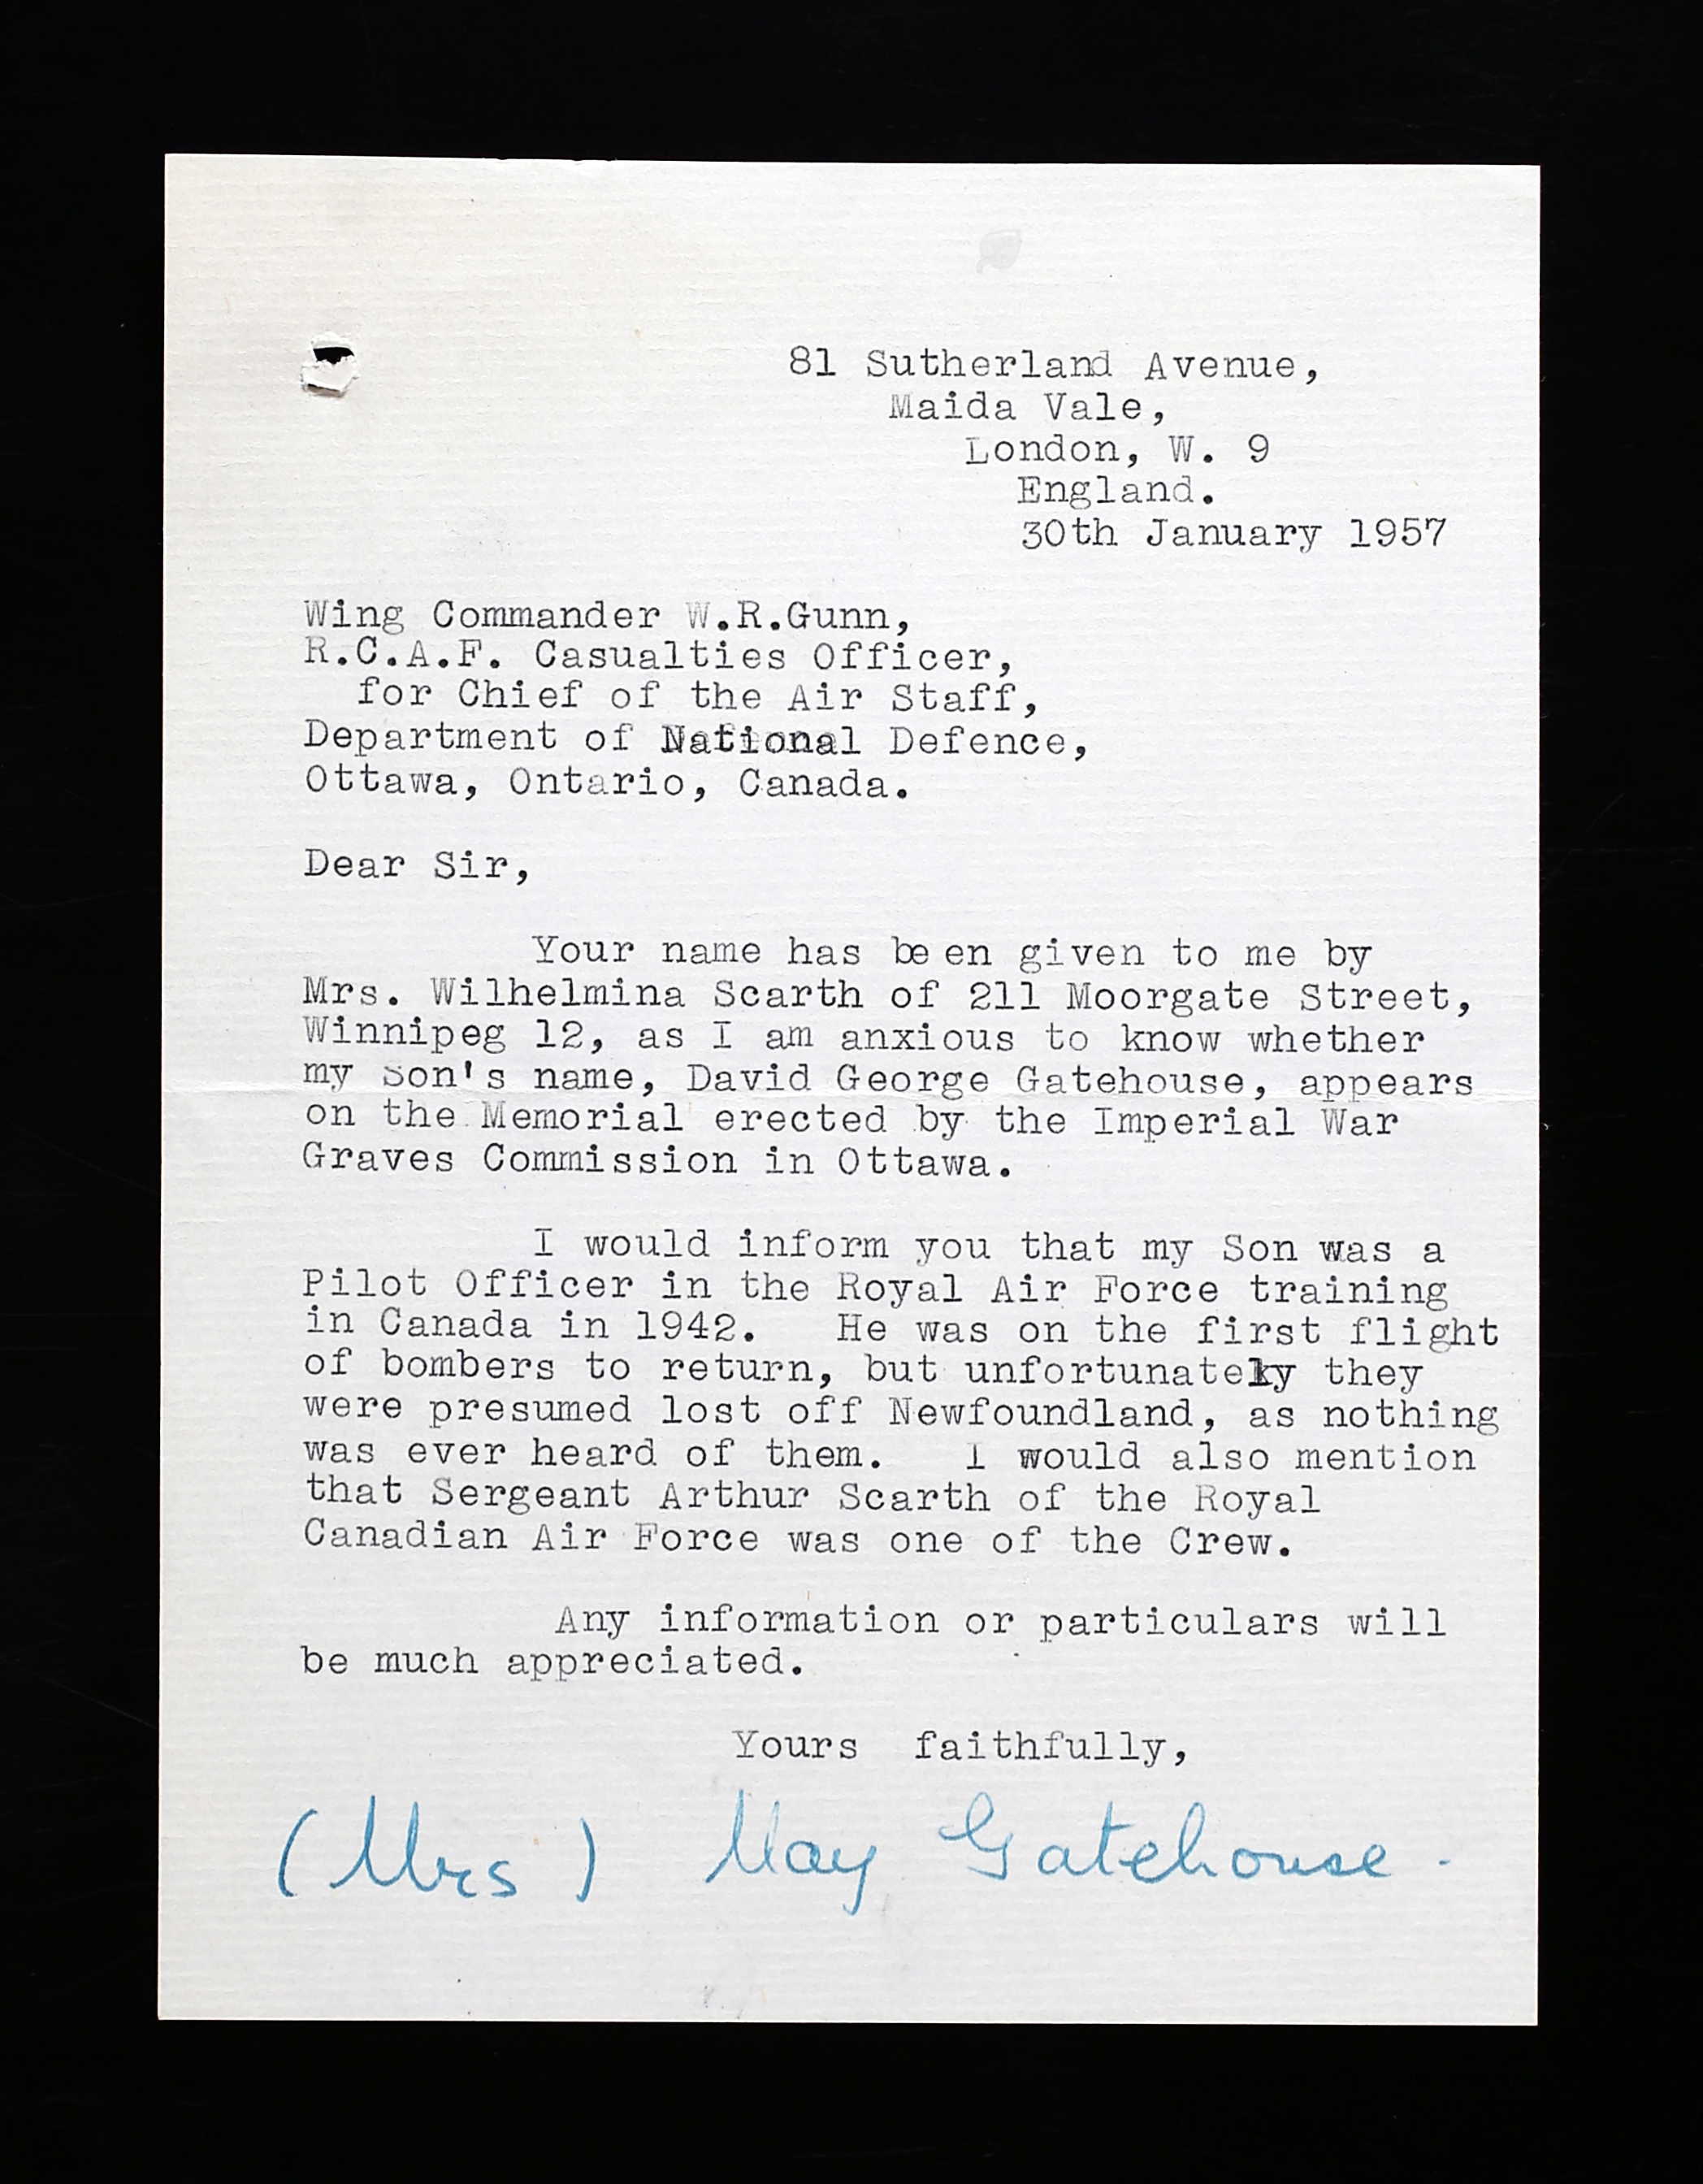 81 Sutherland Avenue,
Maida Vale,
London, W. 9
England.
30th January 1957
Wing Commander W.R.Gunn,
R.C.A.F. Casualties Officer,
for Chief of the Air Staff,
Department of National Defence,
Ottawa, Ontario, Canada.
Dear Sir,
Your name has been given to me by
Mrs. Wilhelmina Scarth of 211 Moorgate Street,
Winnipeg 12, as I am anxious to know whether
my Son's name, David George Gatehouse, appears
on the Memorial erected by the Imperial War
Graves Commission in Ottawa.
I would inform you that my Son was a
Pilot Officer in the Royal Air Force training
in Canada in 1942. He was on the first flight
of bombers to return, but unfortunately they
were presumed lost off Newfoundland, as nothing
was ever heard of them. I would also mention
that Sergeant Arthur Scarth of the Royal
Canadian Air Force was one of the Crew.
Any information or particulars will
be much appreciated.
Yours faithfully,
(Mrs) May Gatehouse.